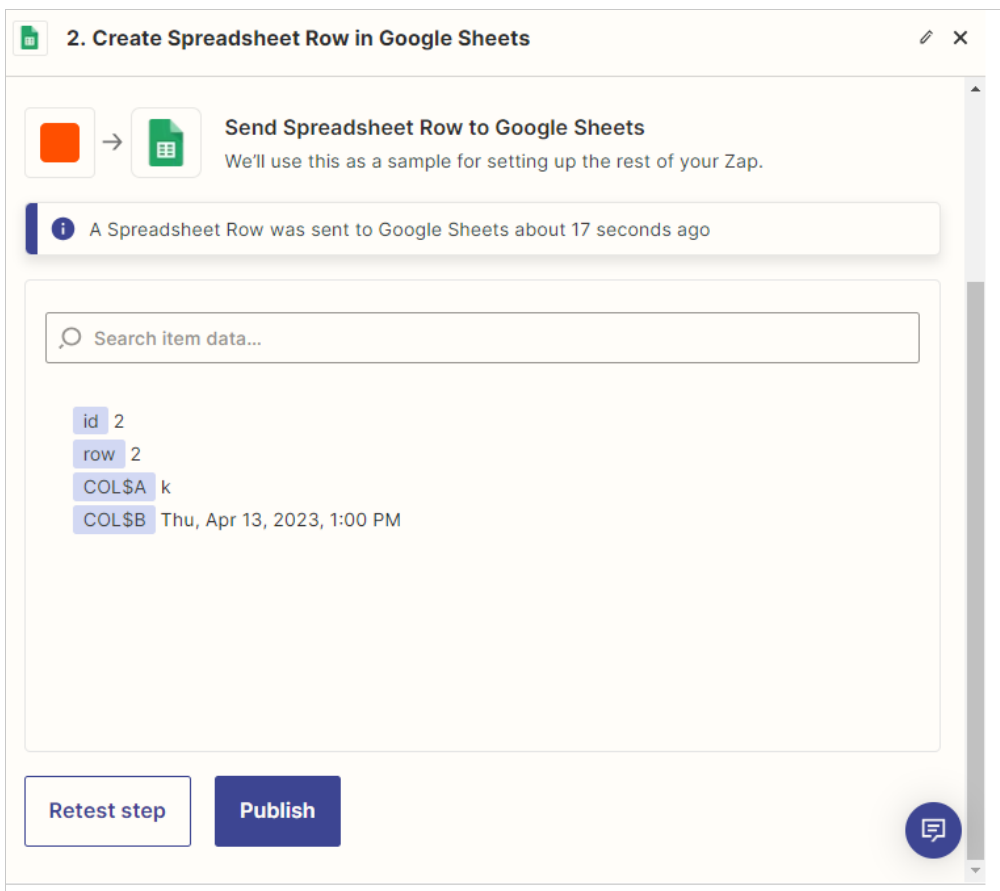 2. Create Spreadsheet Row in Google Sheets
Send Spreadsheet Row to Google Sheets
We'll use this as a sample for setting up the rest of your Zap.
A Spreadsheet Row was sent to Google Sheets about 17 seconds ago
Search item data...
id 2
row 2
COL$A k
COL$B Thu, Apr 13, 2023, 1:00 PM
Retest step
Publish